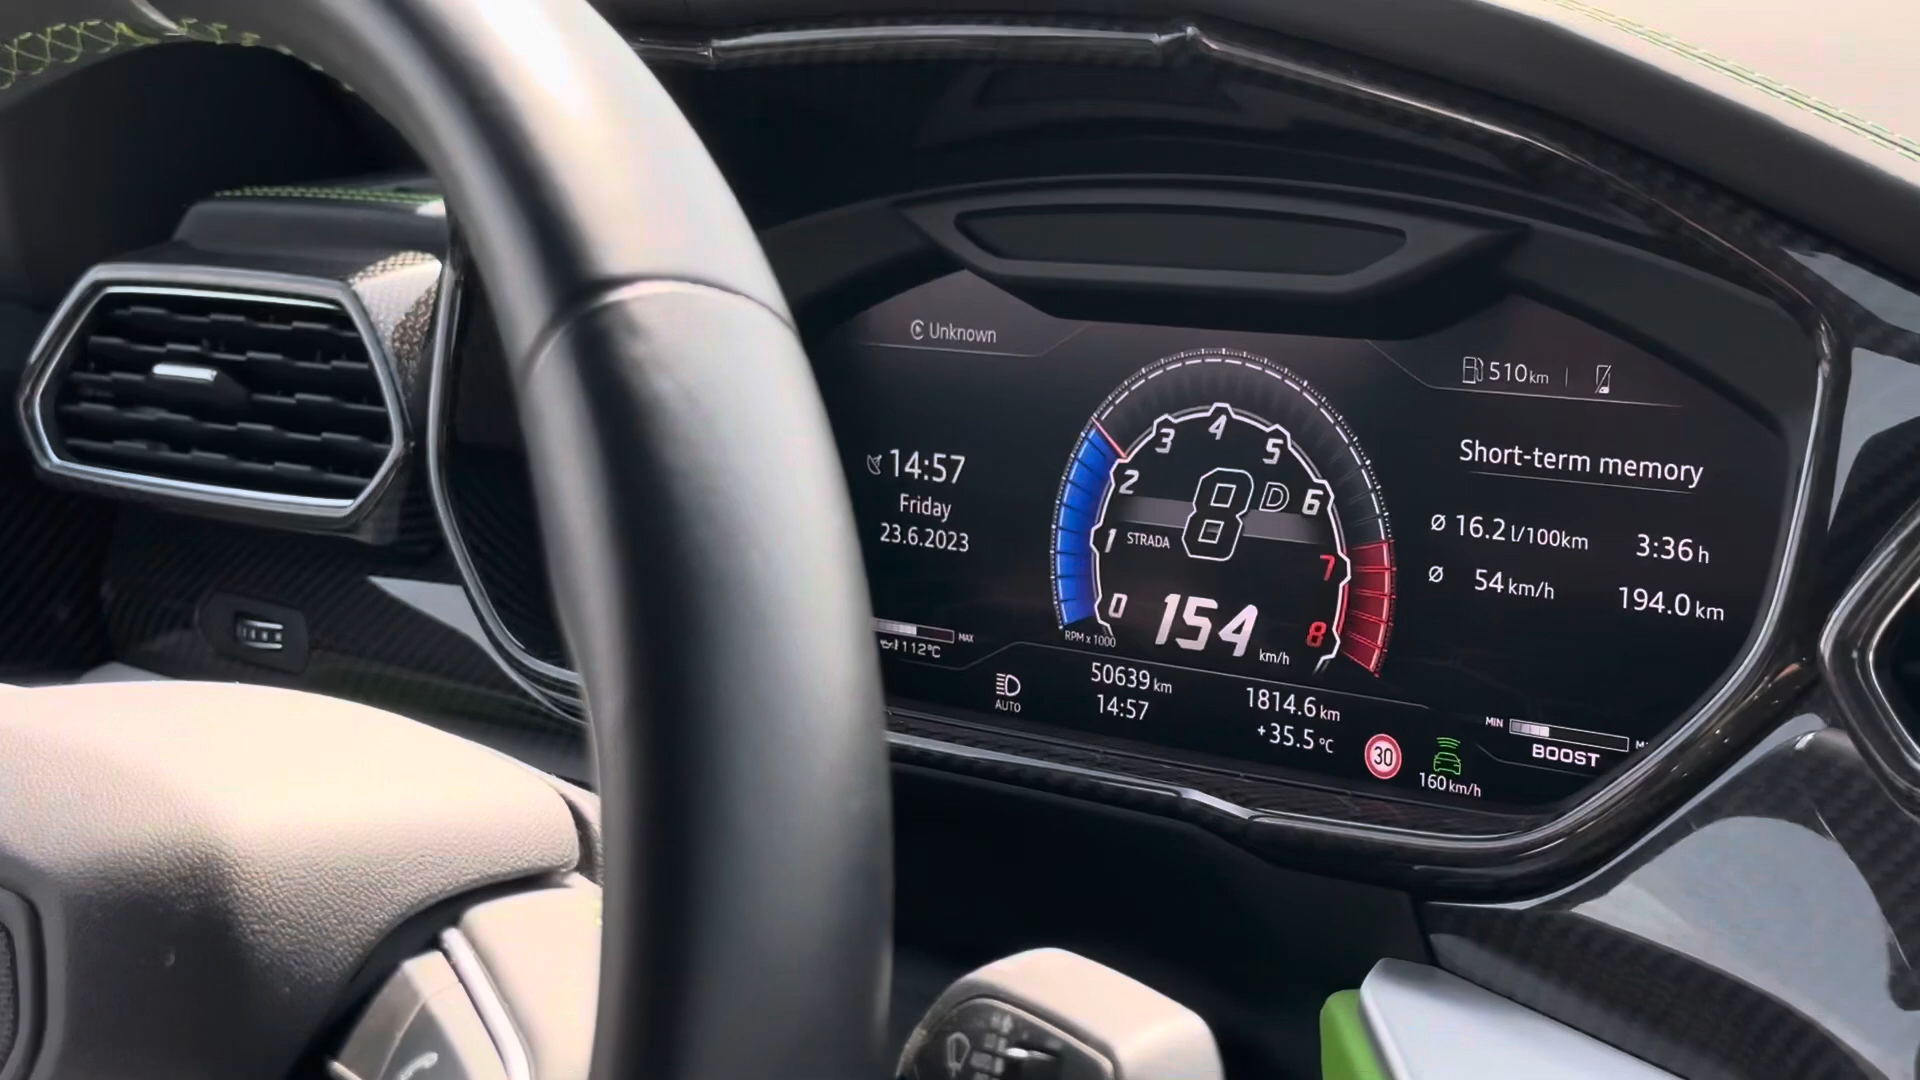 Unknown
510 km
14:57
Friday
23.6.2023
Short-term memory
Ø 16.2 l/100km 3:36 h
Ø 54 km/h 194.0 km
0
1
2
3
4
5
6
7
8
8 D
STRADA
154 km/h
RPM x 1000
MAX
112°C
AUTO
50639 km
14:57
1814.6 km
+35.5 °C
30
160 km/h
MIN
BOOST